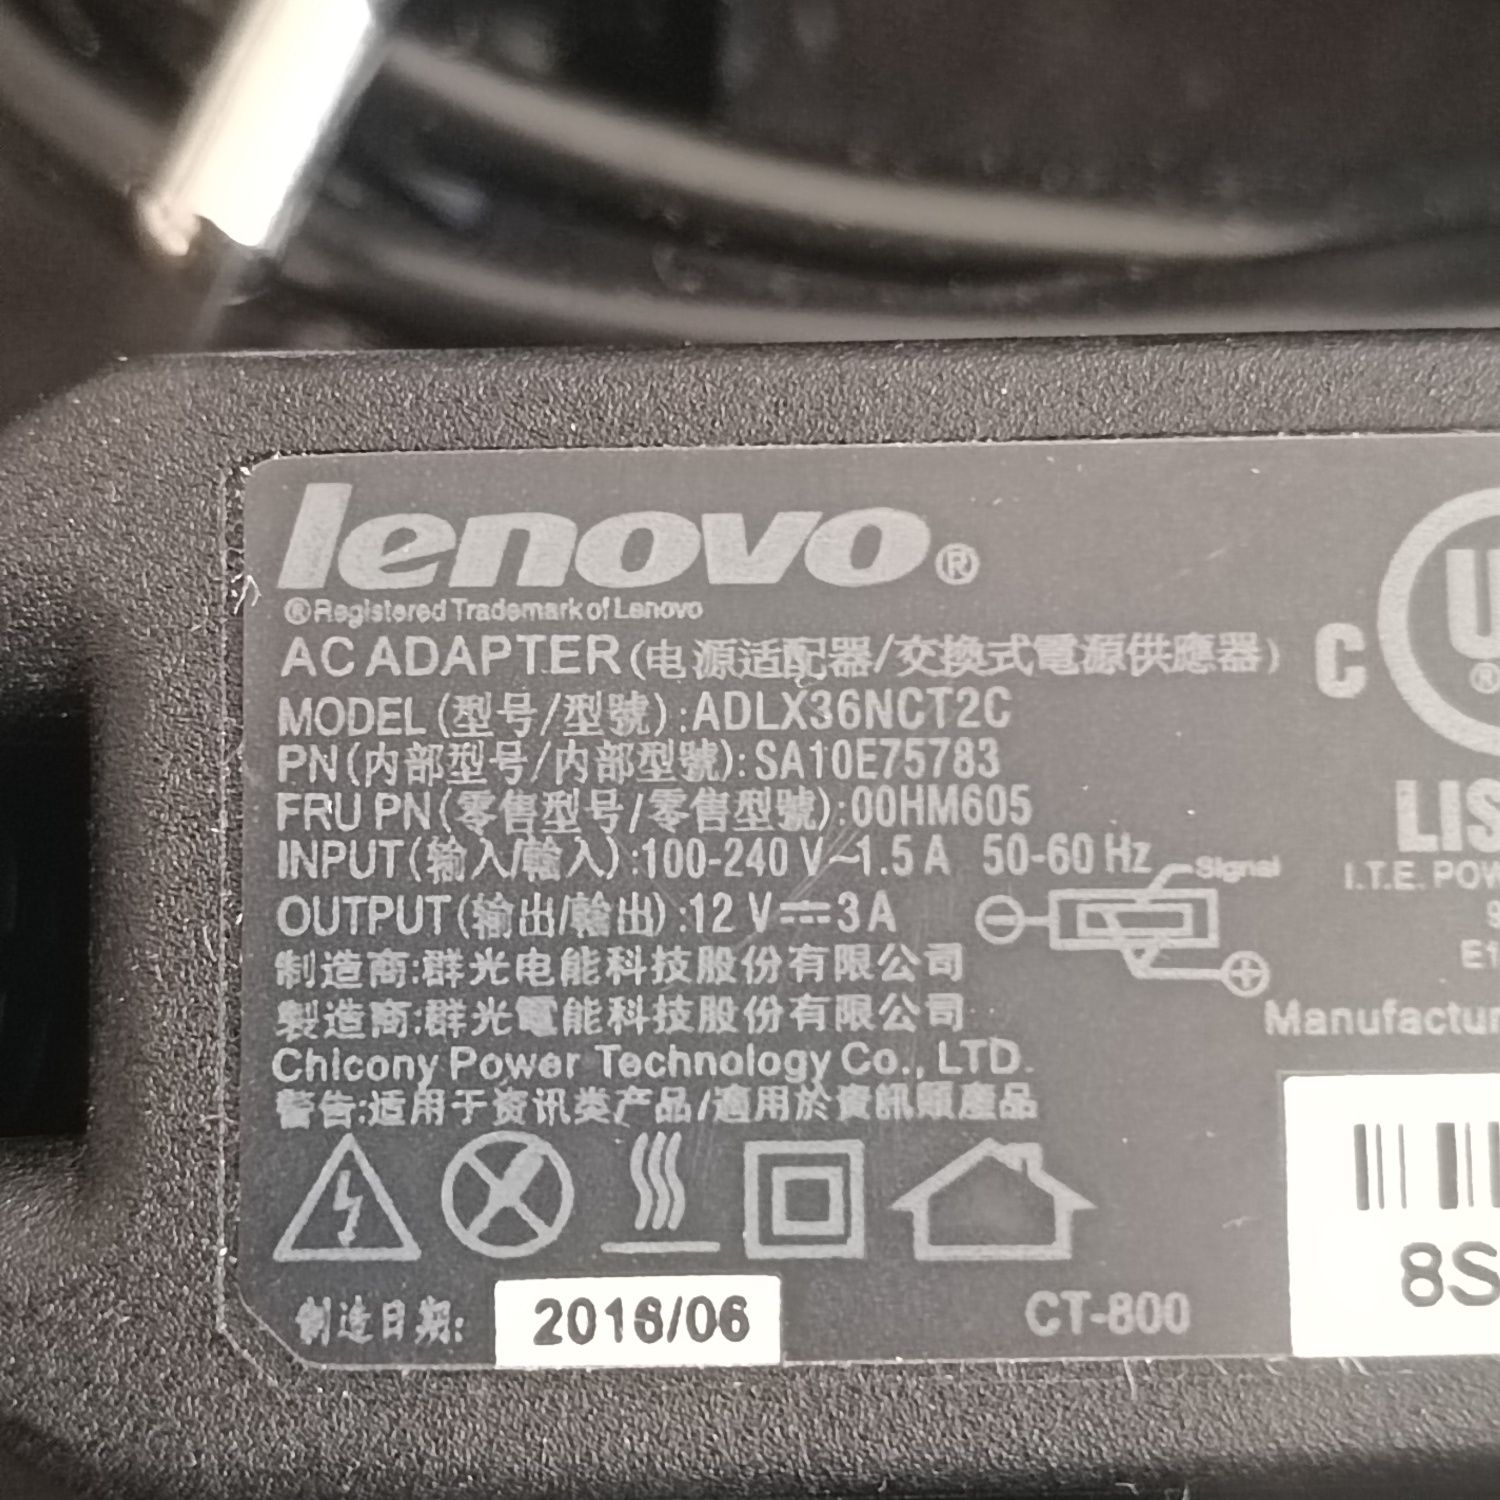 lenovo®
®Registered Trademark of Lenovo
AC ADAPTER (电源适配器/交換式電源供應器)
MODEL (型号/型號):ADLX36NCT2C
PN(内部型号/内部型號):SA10E75783
FRU PN(零售型号/零售型號):00HM605
INPUT(输入/輸入):100-240 V~1.5 A 50-60 Hz
Signal
OUTPUT(输出/輸出):12 V⎓3 A
制造商:群光电能科技股份有限公司
製造商:群光電能科技股份有限公司
Chicony Power Technology Co., LTD.
警告:适用于资讯类产品/適用於資訊類產品
制造日期:
2016/06
CT-800
C
U
®
LIS
I.T.E. POW
E1
Manufactur
8S